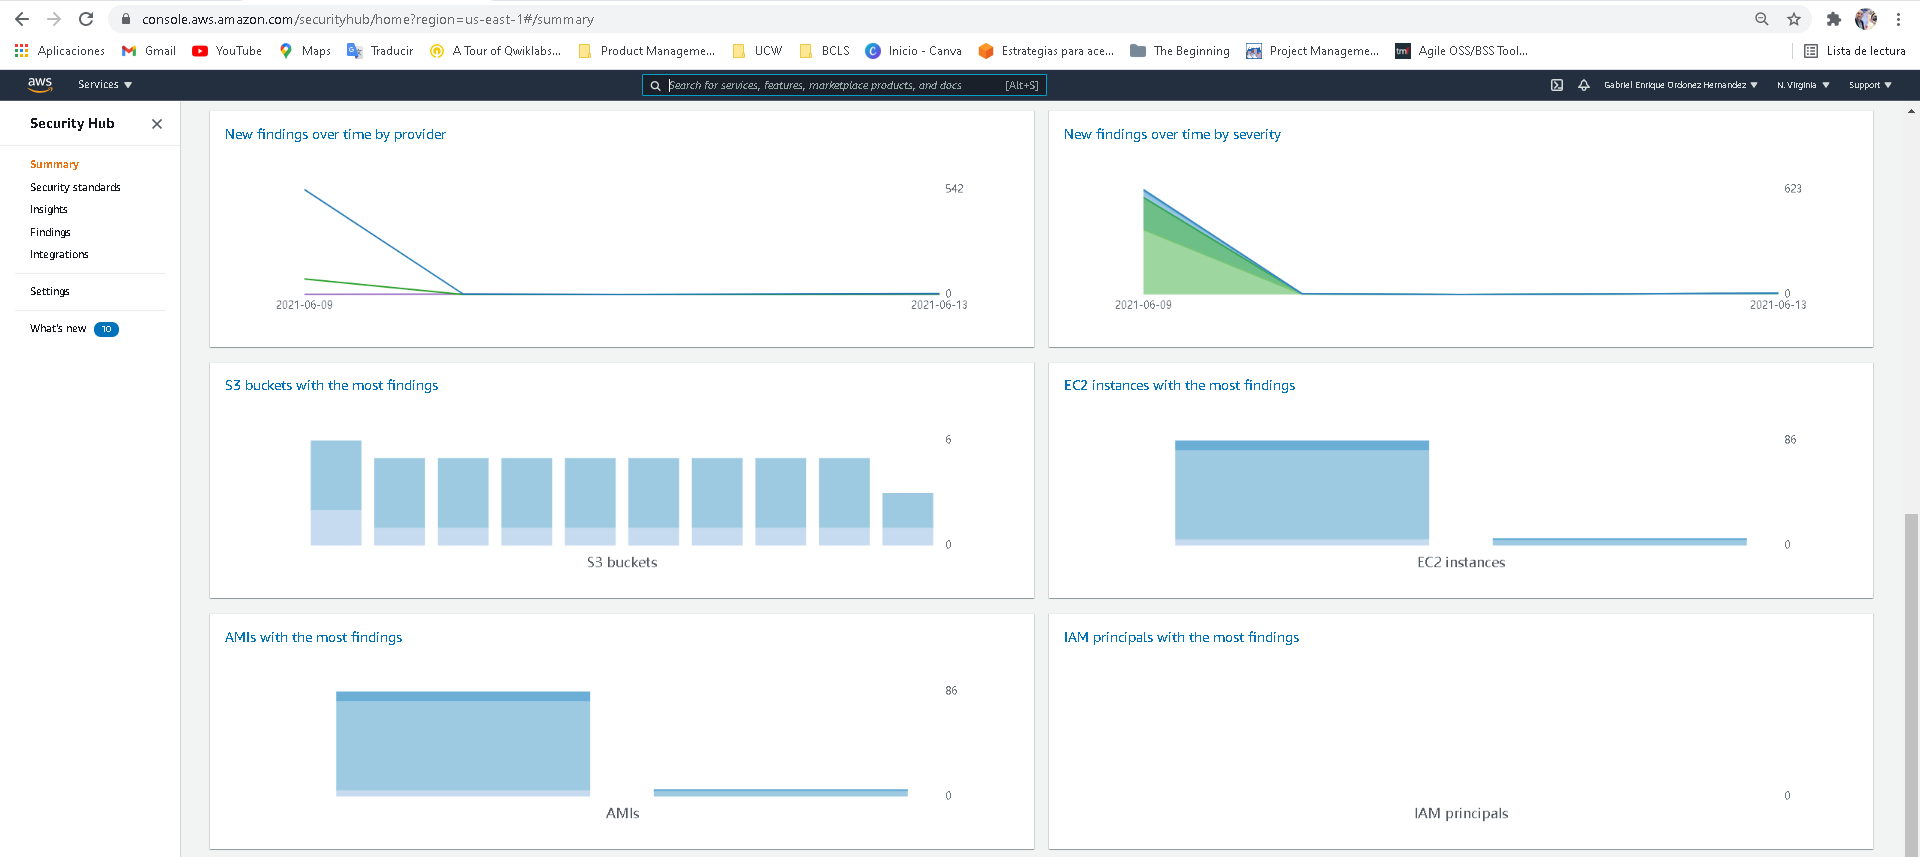 console.aws.amazon.com/securityhub/home?region=us-east-1#/summary
Aplicaciones Gmail YouTube Maps Traducir A Tour of Qwiklabs... Product Manageme... UCW BCLS Inicio - Canva Estrategias para ace... The Beginning Project Manageme... tmf Agile OSS/BSS Tool... Lista de lectura
aws Services Search for services, features, marketplace products, and docs [Alt+S] Gabriel Enrique Ordonez Hernandez N. Virginia Support
Security Hub
Summary
Security standards
Insights
Findings
Integrations
Settings
What's new 10
New findings over time by provider
542
0
2021-06-09 2021-06-13
New findings over time by severity
623
0
2021-06-09 2021-06-13
S3 buckets with the most findings
6
0
S3 buckets
EC2 instances with the most findings
86
0
EC2 instances
AMIs with the most findings
86
0
AMIs
IAM principals with the most findings
0
IAM principals